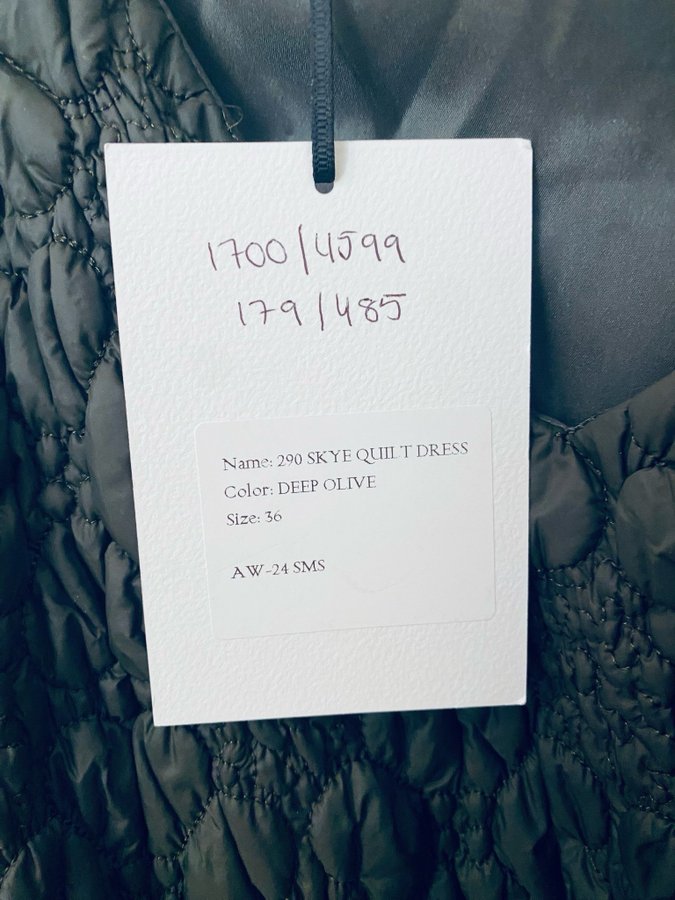 1700/4599
179/485
Name: 290 SKYE QUILT DRESS
Color: DEEP OLIVE
Size: 36
AW-24 SMS